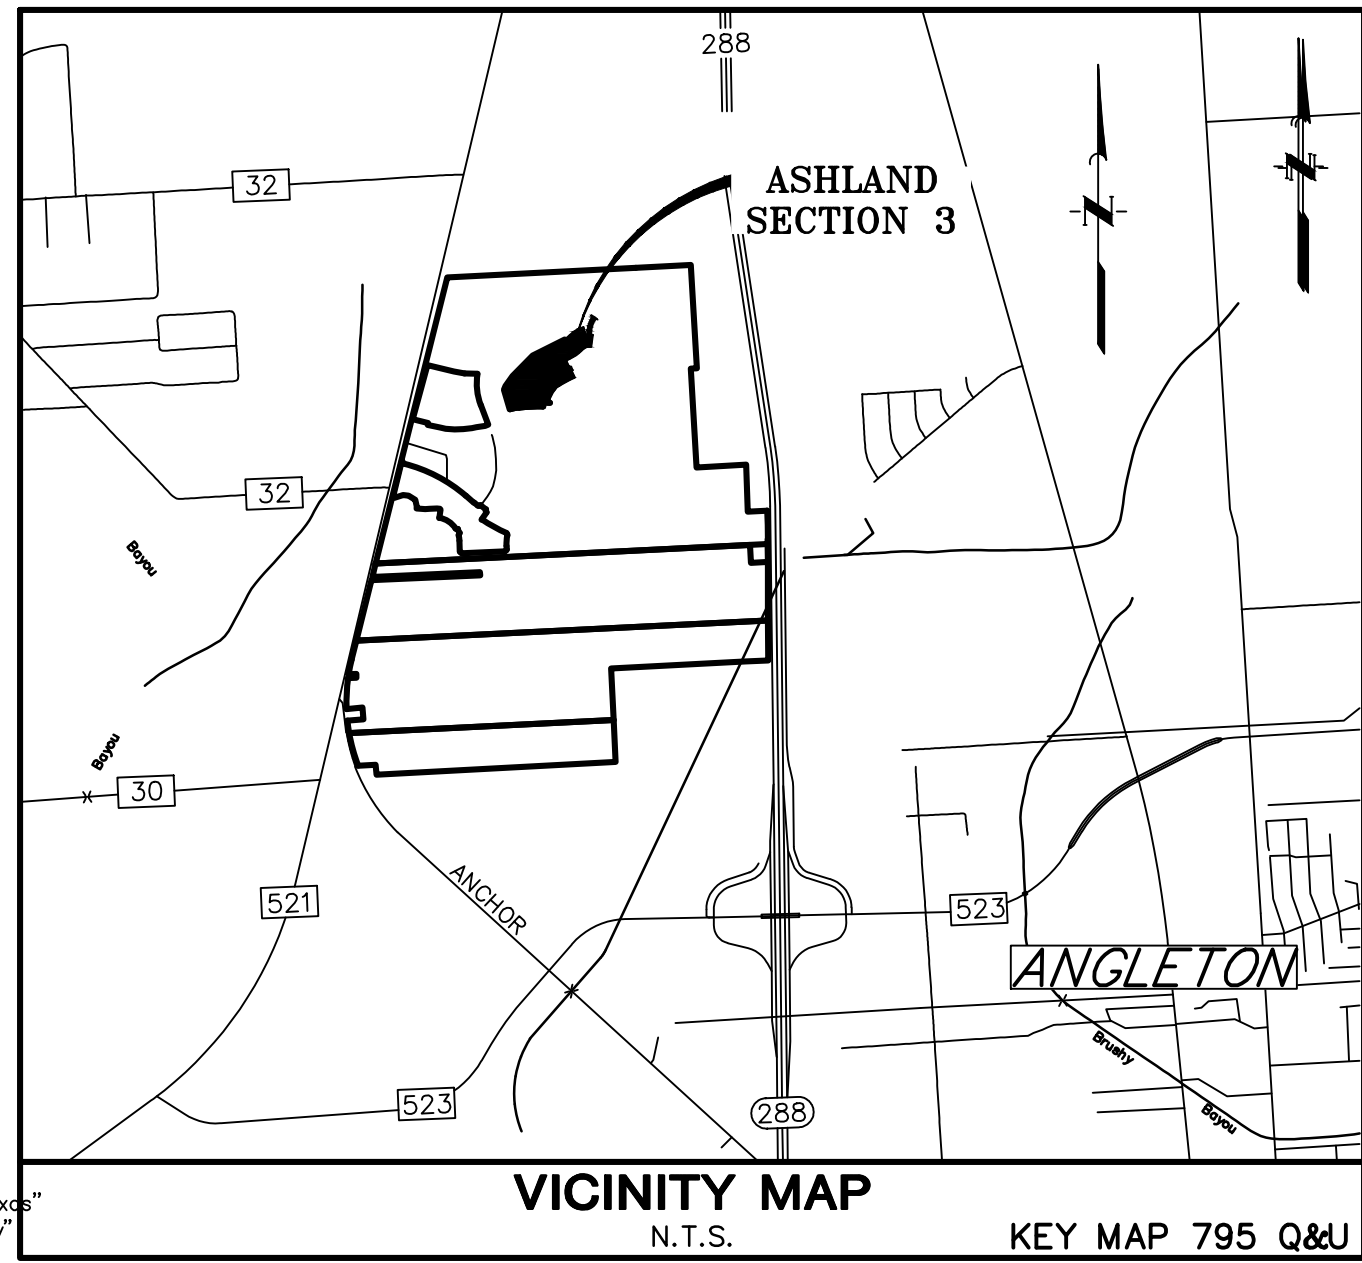 288
ASHLAND
SECTION 3
N
N
32
32
Bayou
Bayou
30
521
ANCHOR
523
ANGLETON
Brushy
Bayou
523
288
VICINITY MAP
N.T.S.
KEY MAP 795 Q&U